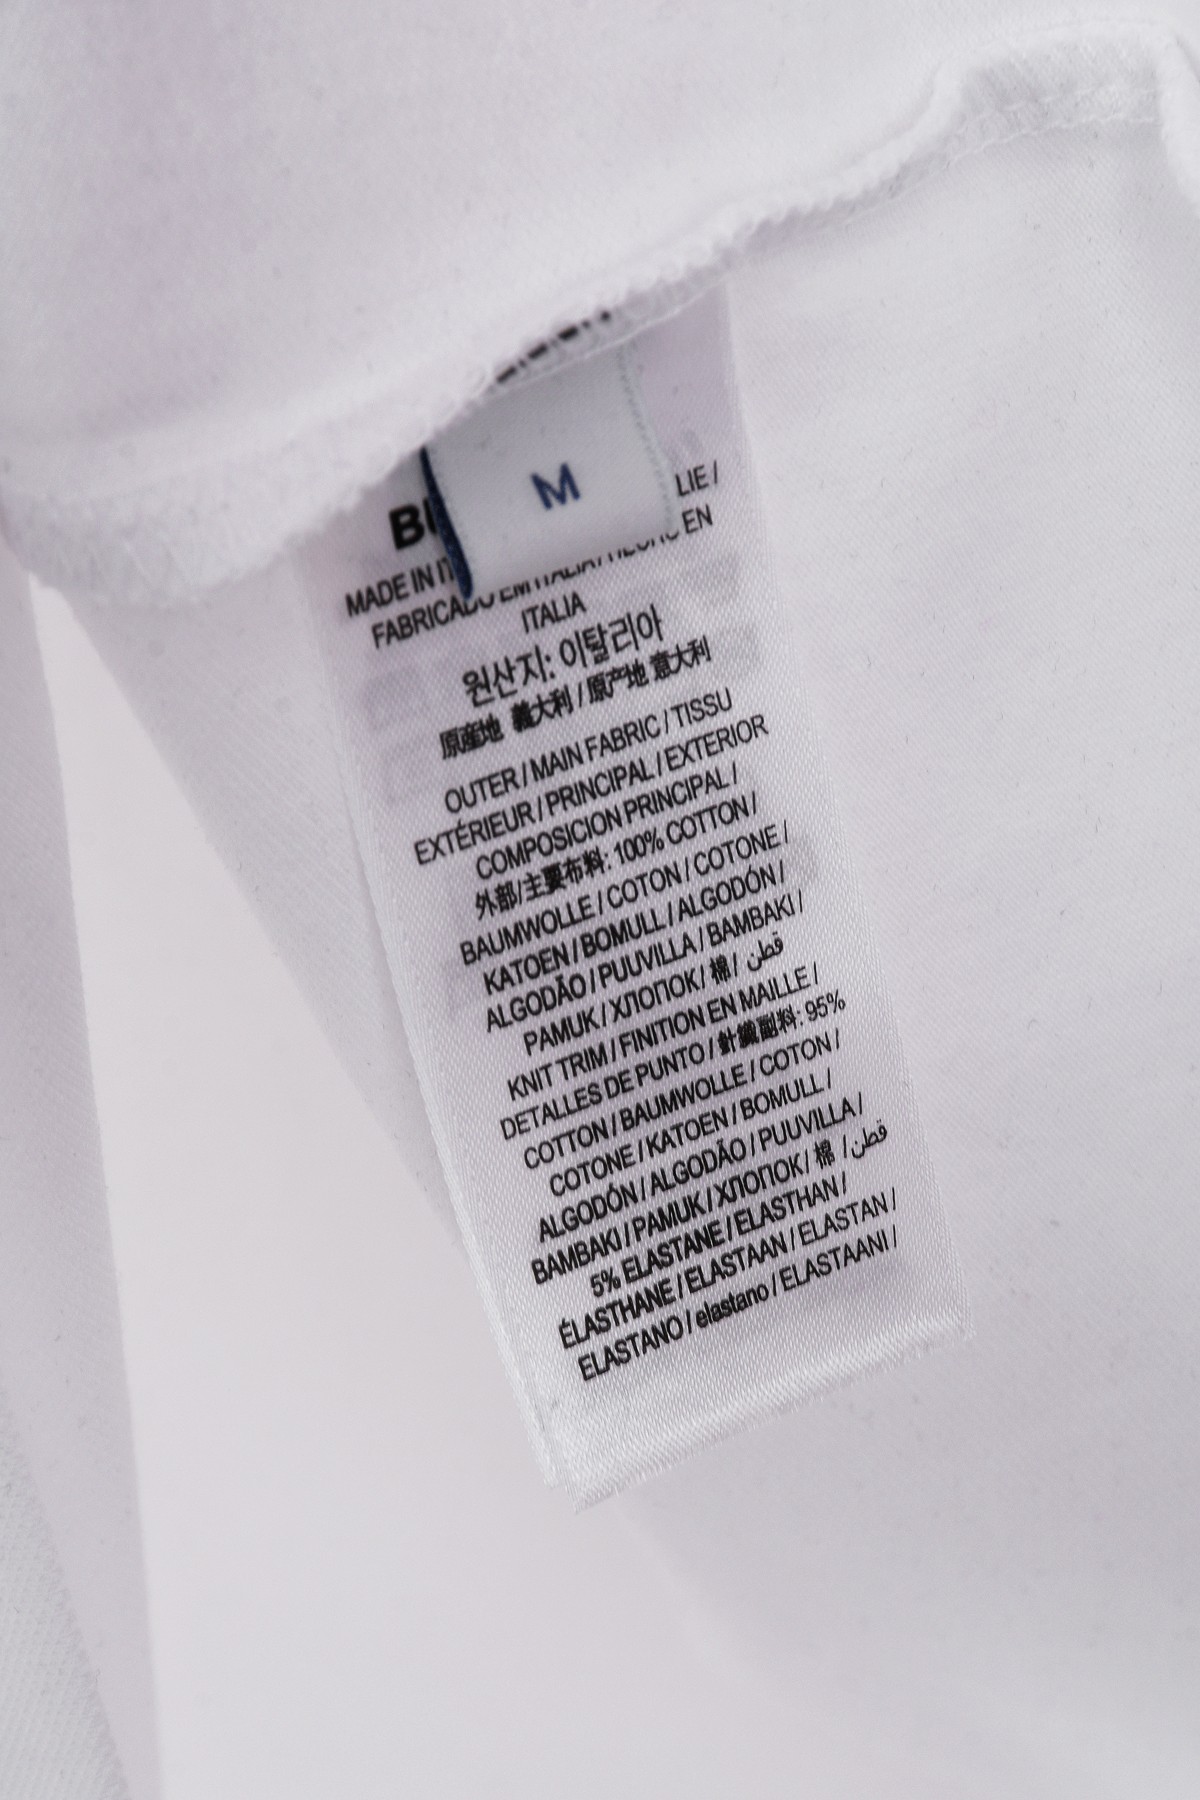 M
LIE /
MADE IN IT
FABRICADO EM ITALIA / HECHO EN
ITALIA
원산지: 이탈리아
原産地 義大利 / 原产地 意大利
OUTER / MAIN FABRIC / TISSU
EXTÉRIEUR / PRINCIPAL / EXTERIOR
COMPOSICION PRINCIPAL /
外部/主要布料: 100% COTTON /
BAUMWOLLE / COTON / COTONE /
KATOEN / BOMULL / ALGODÓN /
ALGODÃO / PUUVILLA / BAMBAKI /
PAMUK / ХЛОПОК / 棉 / قطن
KNIT TRIM / FINITION EN MAILLE /
DETALLES DE PUNTO / 針織副料: 95%
COTTON / BAUMWOLLE / COTON /
COTONE / KATOEN / BOMULL /
ALGODÓN / ALGODÃO / PUUVILLA /
BAMBAKI / PAMUK / ХЛОПОК / 棉 / قطن
5% ELASTANE / ELASTHAN /
ÉLASTHANE / ELASTAAN / ELASTAN /
ELASTANO / elastano / ELASTAANI /